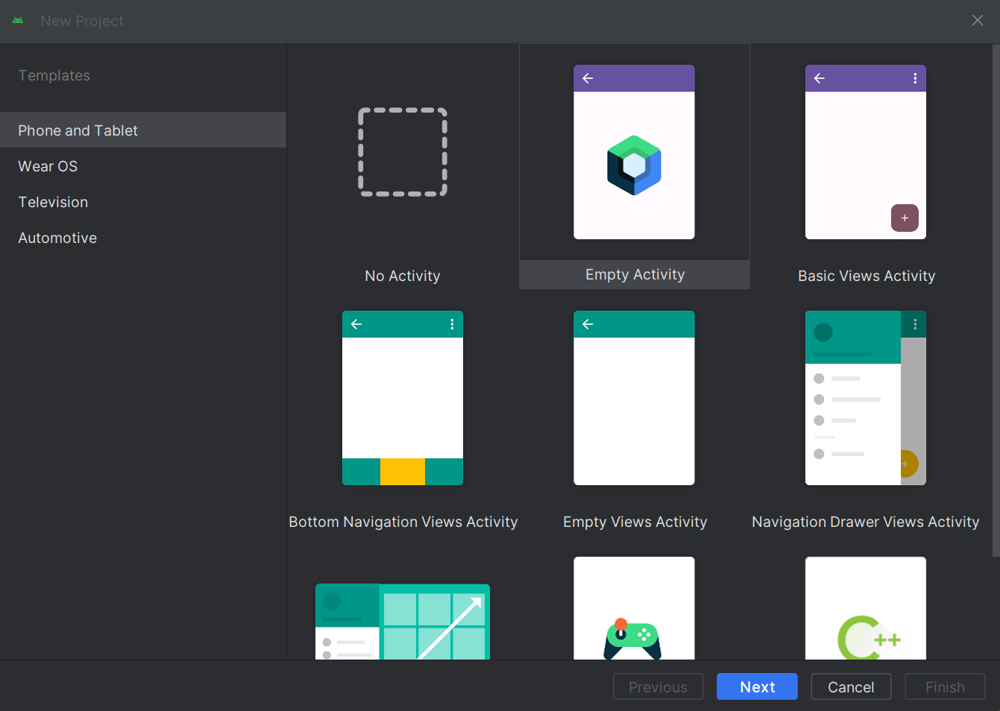 New Project
Templates
Phone and Tablet
Wear OS
Television
Automotive
No Activity
Empty Activity
Basic Views Activity
Bottom Navigation Views Activity
Empty Views Activity
Navigation Drawer Views Activity
C++
Previous
Next
Cancel
Finish